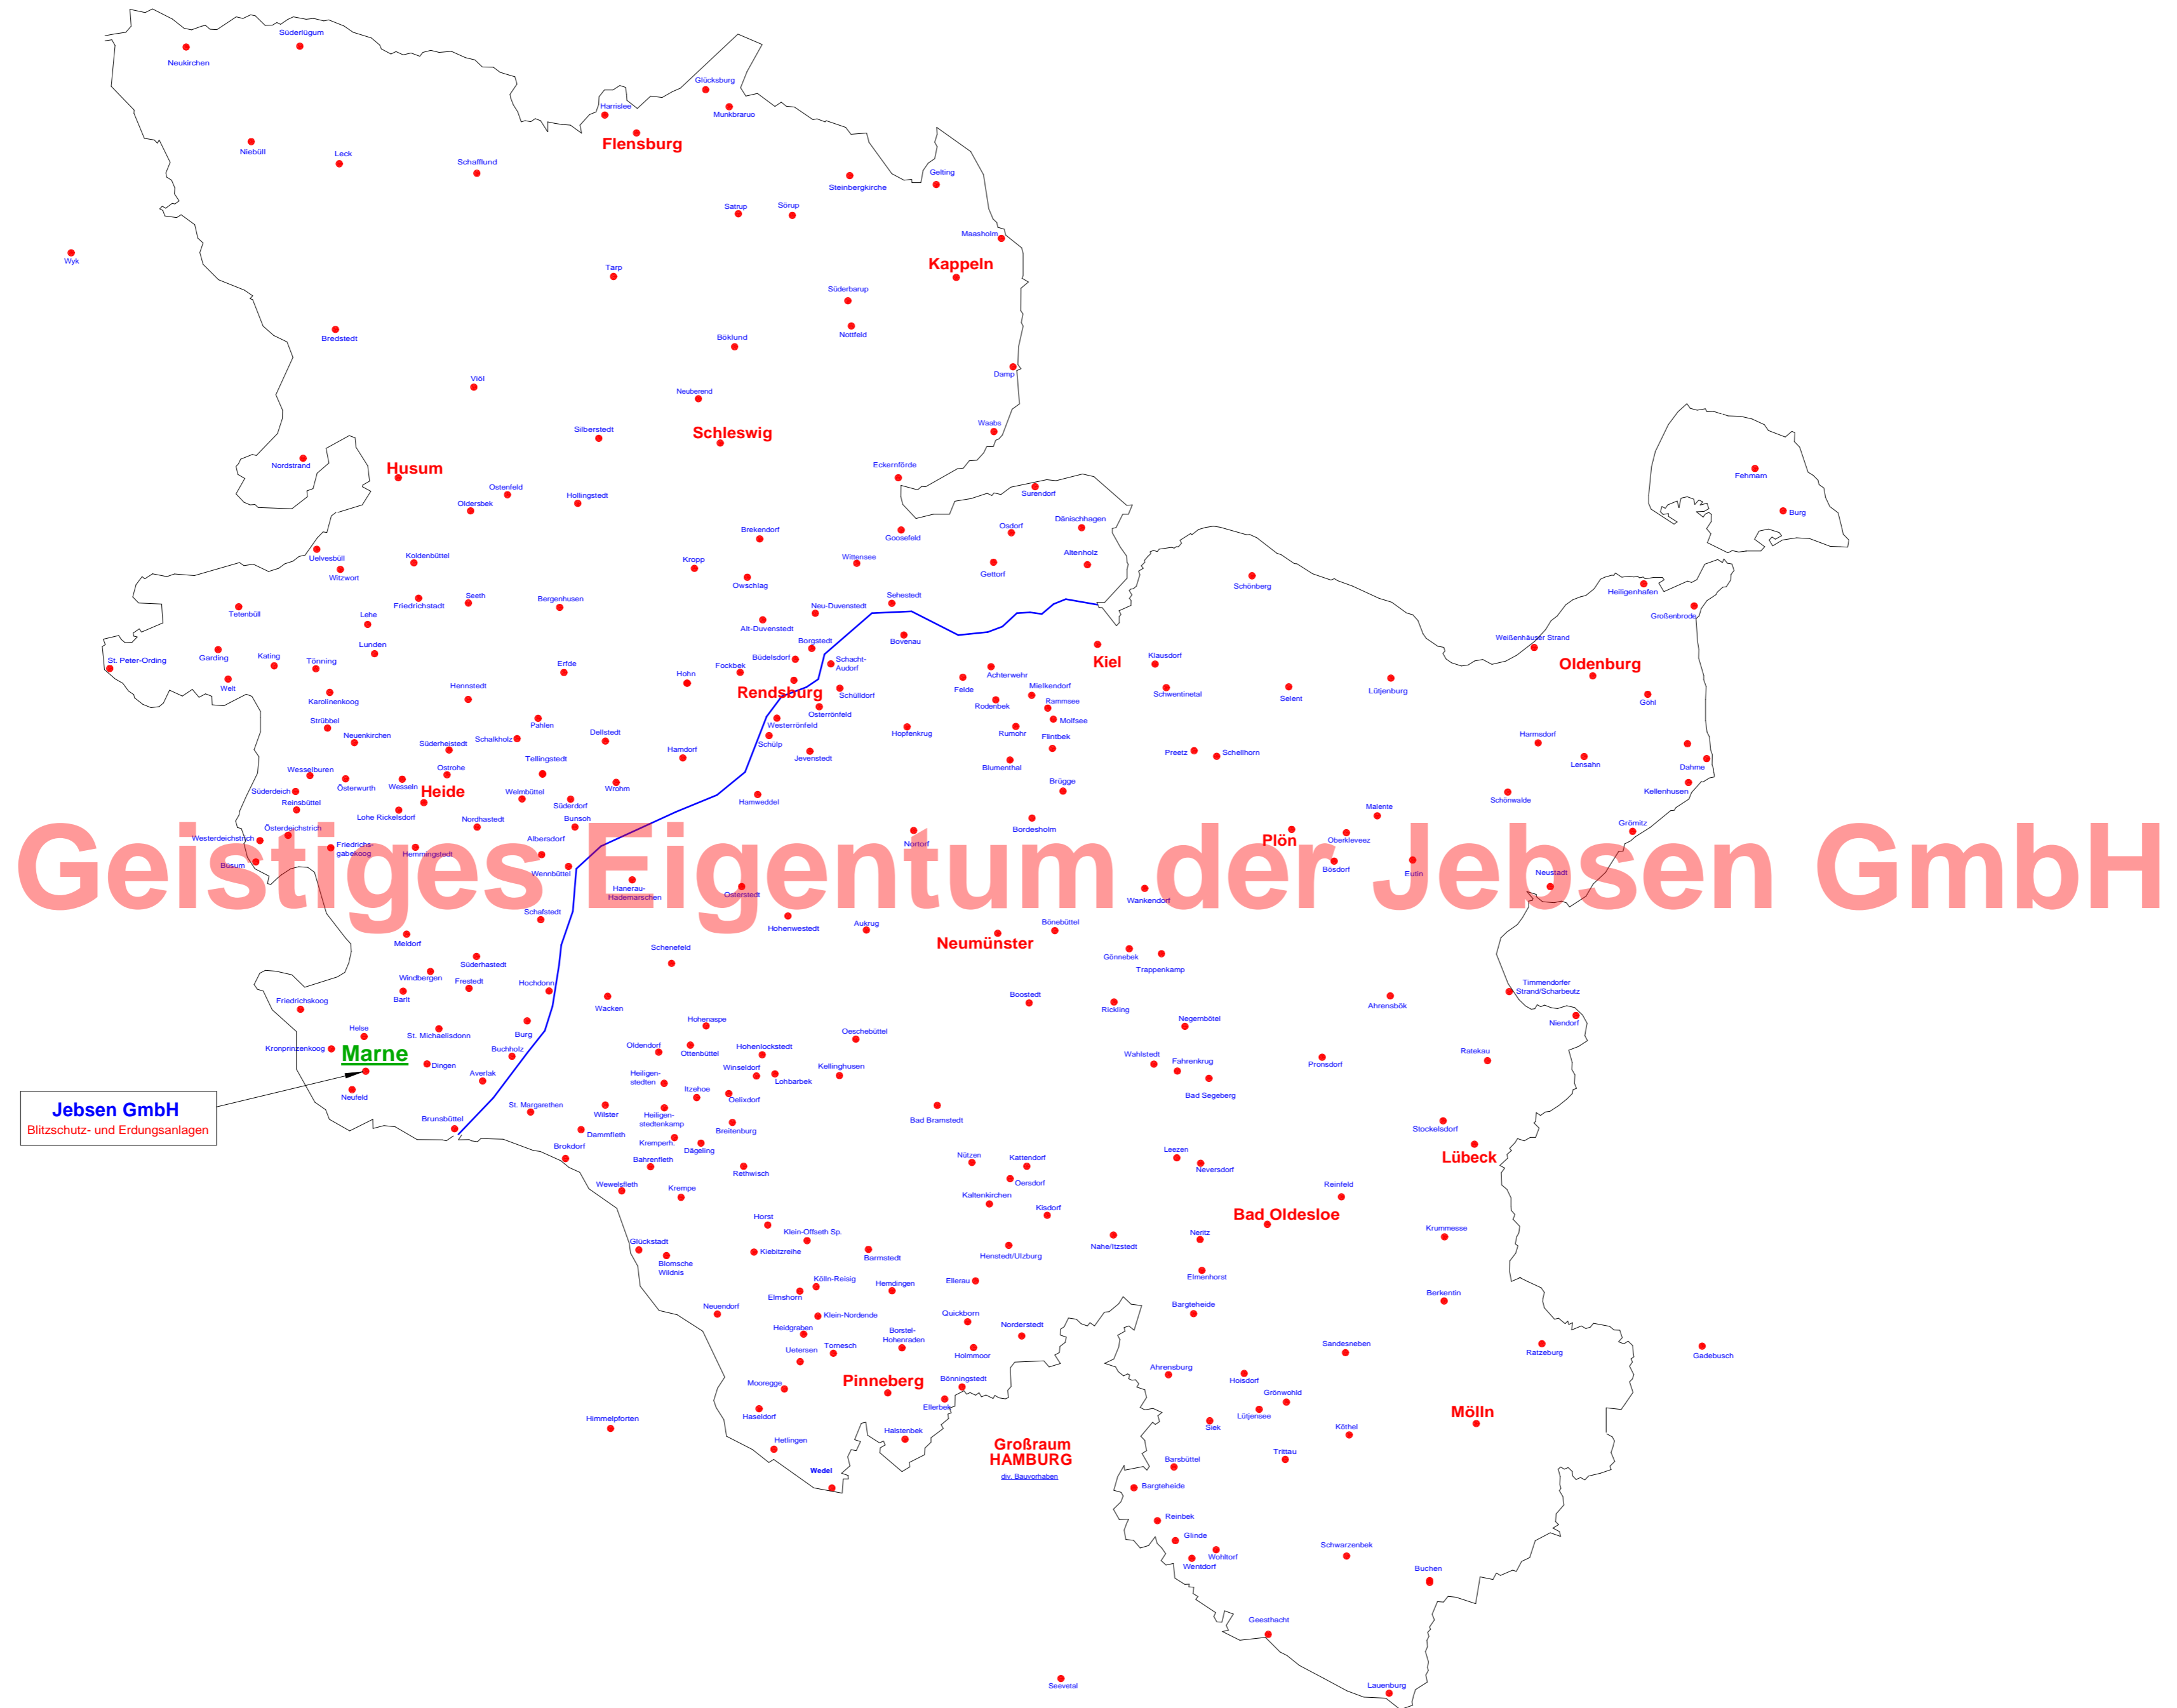 Süderlügum
Neukirchen
Glücksburg
Harrislee
Munkbraruo
Flensburg
Niebüll
Leck
Schafflund
Gelting
Steinbergkirche
Satrup
Sörup
Maasholm
Wyk
Kappeln
Tarp
Süderbarup
Bredstedt
Böklund
Nottfeld
Damp
Viöl
Neuberend
Silberstedt
Schleswig
Waabs
Nordstrand
Husum
Eckernförde
Fehmarn
Ostenfeld
Oldersbek
Hollingstedt
Surendorf
Burg
Brekendorf
Goosefeld
Osdorf
Dänischhagen
Uelvesbüll
Koldenbüttel
Witzwort
Kropp
Wittensee
Gettorf
Altenholz
Owschlag
Schönberg
Heiligenhafen
Tetenbüll
Friedrichstadt
Seeth
Bergenhusen
Neu-Duvenstedt
Sehestedt
Großenbrode
Lehe
Alt-Duvenstedt
Lunden
Borgstedt
Bovenau
Weißenhäuser Strand
St. Peter-Ording
Garding
Kating
Tönning
Büdelsdorf
Schacht-
Audorf
Kiel
Klausdorf
Oldenburg
Welt
Erfde
Hohn
Fockbek
Rendsburg
Schülldorf
Felde
Achterwehr
Mielkendorf
Schwentinetal
Selent
Lütjenburg
Karolinenkoog
Hennstedt
Osterrönfeld
Rodenbek
Rammsee
Göhl
Strübbel
Pahlen
Westerrönfeld
Hopfenkrug
Rumohr
Molfsee
Neuenkirchen
Süderheistedt
Schalkholz
Dellstedt
Hamdorf
Schülp
Jevenstedt
Flintbek
Preetz
Schellhorn
Harmsdorf
Lensahn
Dahme
Wesselburen
Österwurth
Wesseln
Ostrohe
Tellingstedt
Blumenthal
Heide
Wrohm
Brügge
Kellenhusen
Süderdeich
Reinsbüttel
Lohe Rickelsdorf
Welmbüttel
Süderdorf
Hamweddel
Schönwalde
Malente
Österdeichstrich
Westerdeichstrich
Nordhastedt
Bunsoh
Bordesholm
Grömitz
Büsum
Friedrichs-
gabekoog
Hemmingstedt
Albersdorf
Nortorf
Plön
Oberkleveez
Geistiges Eigentum der Jebsen GmbH
Wennbüttel
Bösdorf
Eutin
Neustadt
Hanerau-
Hademarschen
Osterstedt
Wankendorf
Schafstedt
Hohenwestedt
Aukrug
Bönebüttel
Meldorf
Neumünster
Schenefeld
Gönnebek
Trappenkamp
Süderhastedt
Windbergen
Frestedt
Hochdonn
Timmendorfer
Strand/Scharbeutz
Barlt
Friedrichskoog
Wacken
Boostedt
Rickling
Ahrensbök
Niendorf
Helse
St. Michaelisdonn
Burg
Hohenaspe
Oeschebüttel
Negernbötel
Kronprinzenkoog
Marne
Buchholz
Oldendorf
Ottenbüttel
Hohenlockstedt
Wahlstedt
Fahrenkrug
Pronsdorf
Ratekau
Dingen
Averlak
Heiligen-
stedten
Winseldorf
Lohbarbek
Kellinghusen
Neufeld
Itzehoe
Oelixdorf
Bad Segeberg
Jebsen GmbH
Blitzschutz- und Erdungsanlagen
Brunsbüttel
St. Margarethen
Wilster
Heiligen-
stedtenkamp
Breitenburg
Bad Bramstedt
Stockelsdorf
Dammfleth
Kremperh.
Dägeling
Lübeck
Brokdorf
Bahrenfleth
Rethwisch
Nützen
Kattendorf
Leezen
Neversdorf
Wewelsfleth
Krempe
Oersdorf
Reinfeld
Kaltenkirchen
Kisdorf
Bad Oldesloe
Horst
Klein-Offseth Sp.
Neritz
Krummesse
Glückstadt
Kiebitzreihe
Barmstedt
Henstedt/Ulzburg
Nahe/Itzstedt
Blomsche
Wildnis
Kölln-Reisig
Elmshorn
Hemdingen
Ellerau
Elmenhorst
Berkentin
Neuendorf
Klein-Nordende
Quickborn
Bargteheide
Heidgraben
Borstel-
Hohenraden
Norderstedt
Uetersen
Tornesch
Holmmoor
Sandesneben
Ratzeburg
Gadebusch
Mooregge
Pinneberg
Bönningstedt
Ahrensburg
Hoisdorf
Haseldorf
Ellerbek
Grönwohld
Himmelpforten
Lütjensee
Siek
Mölln
Halstenbek
Köthel
Hetlingen
Großraum
HAMBURG
div. Bauvorhaben
Trittau
Barsbüttel
Wedel
Bargteheide
Reinbek
Glinde
Wohltorf
Wentdorf
Schwarzenbek
Buchen
Geesthacht
Seevetal
Lauenburg